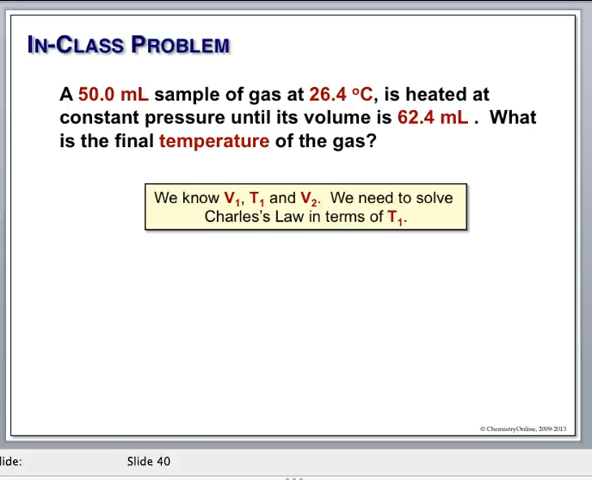 IN-CLASS PROBLEM
A 50.0 mL sample of gas at 26.4 °C, is heated at
constant pressure until its volume is 62.4 mL . What
is the final temperature of the gas?
We know V₁, T₁ and V₂. We need to solve
Charles's Law in terms of T₁.
© ChemistryOnline, 2009-2013
lide:
Slide 40